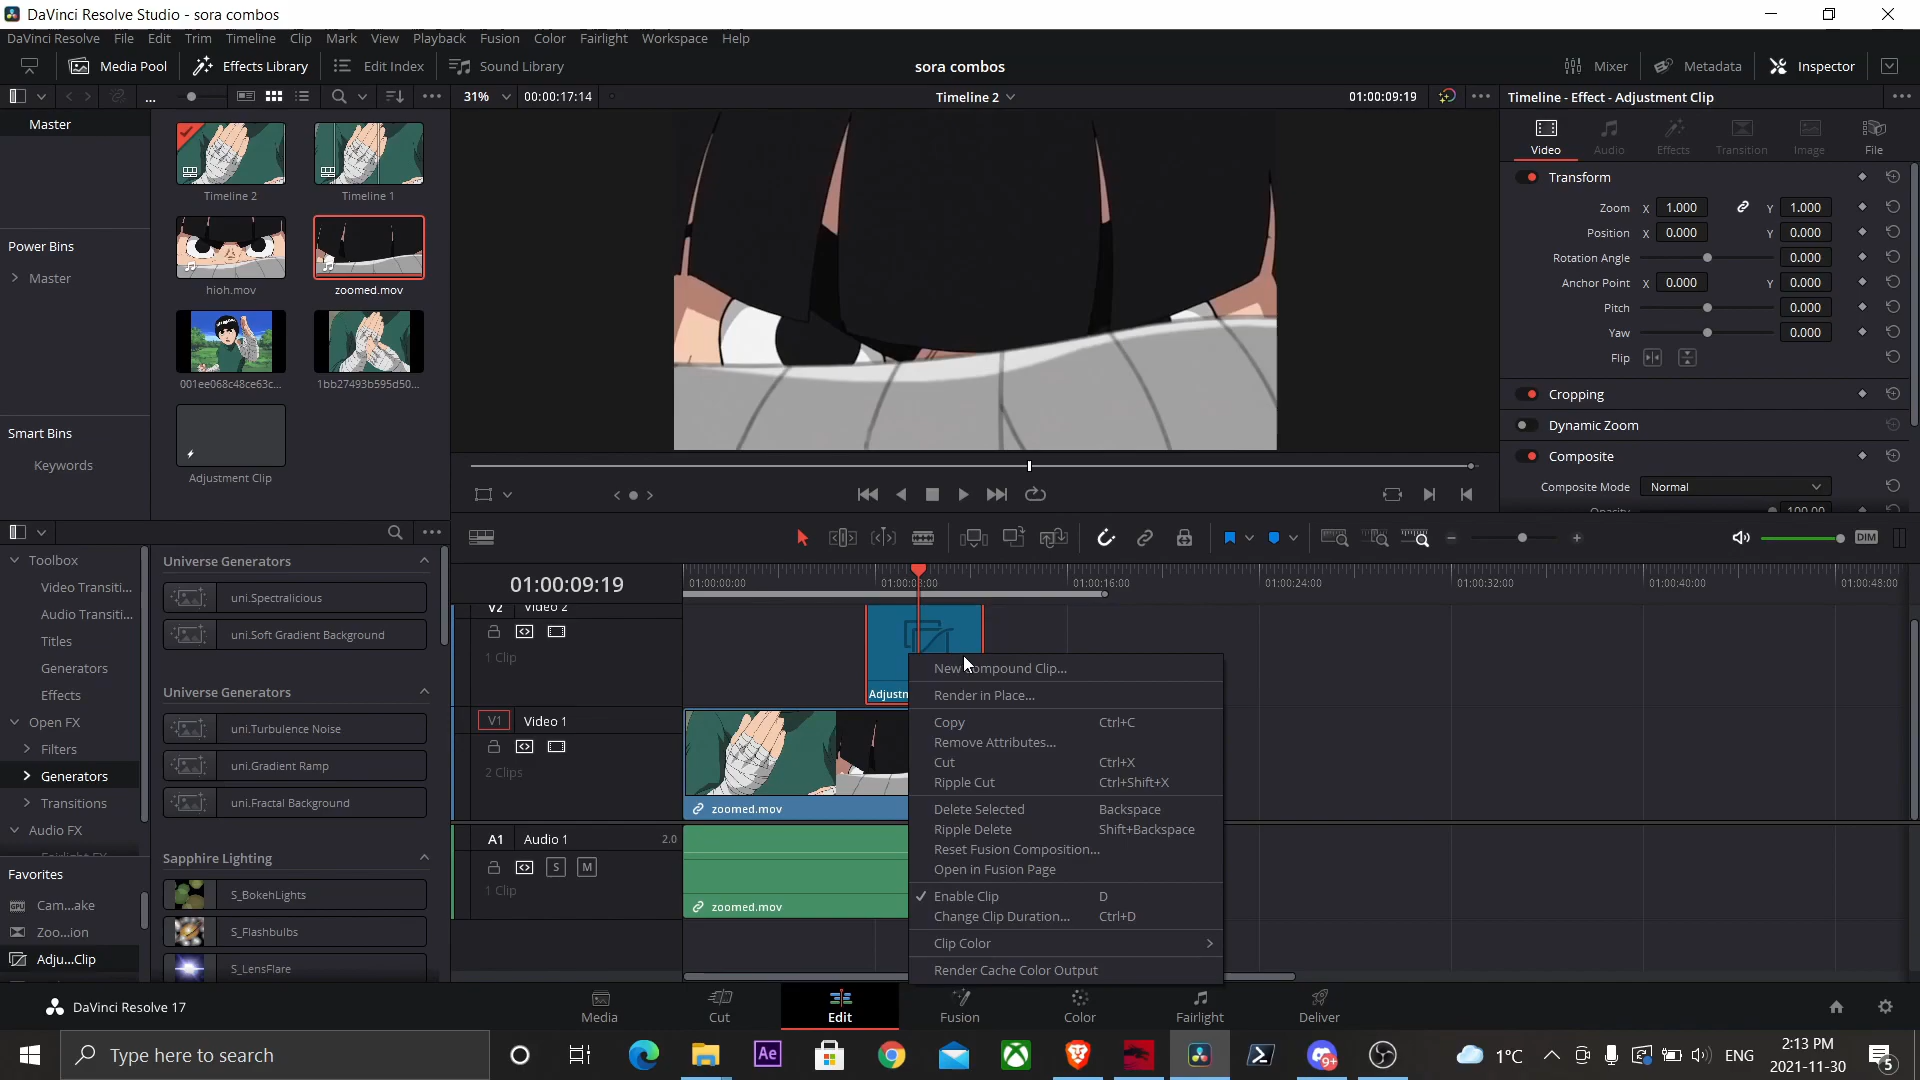 DaVinci Resolve Studio - sora combos
DaVinci Resolve File Edit Trim Timeline Clip Mark View Playback Fusion Color Fairlight Workspace Help
Media Pool Effects Library Edit Index Sound Library
sora combos
Mixer Metadata Inspector
...
31% 00:00:17:14
Timeline 2
01:00:09:19
Timeline - Effect - Adjustment Clip
Master
Timeline 2 Timeline 1
Power Bins
Master
hioh.mov zoomed.mov
001ee068c48ce63c... 1bb27493b595d50...
Smart Bins
Keywords
Adjustment Clip
Video Audio Effects Transition Image File
Transform
Zoom X 1.000 Y 1.000
Position X 0.000 Y 0.000
Rotation Angle 0.000
Anchor Point X 0.000 Y 0.000
Pitch 0.000
Yaw 0.000
Flip
Cropping
Dynamic Zoom
Composite
Composite Mode Normal
100.00
DIM
Toolbox
Video Transiti...
Audio Transiti...
Titles
Generators
Effects
Open FX
Filters
Generators
Transitions
Audio FX
Favorites
Cam...ake
Zoo...ion
Adju...Clip
Universe Generators
uni.Spectralicious
uni.Soft Gradient Background
Universe Generators
uni.Turbulence Noise
uni.Gradient Ramp
uni.Fractal Background
Sapphire Lighting
S_BokehLights
S_Flashbulbs
S_LensFlare
01:00:09:19
01:00:00:00 01:00:08:00 01:00:16:00 01:00:24:00 01:00:32:00 01:00:40:00 01:00:48:00
V2 Video 2
1 Clip
Adjustn
V1 Video 1
2 Clips
zoomed.mov
A1 Audio 1 2.0
S M
1 Clip
zoomed.mov
New Compound Clip...
Render in Place...
Copy Ctrl+C
Remove Attributes...
Cut Ctrl+X
Ripple Cut Ctrl+Shift+X
Delete Selected Backspace
Ripple Delete Shift+Backspace
Reset Fusion Composition...
Open in Fusion Page
Enable Clip D
Change Clip Duration... Ctrl+D
Clip Color
Render Cache Color Output
DaVinci Resolve 17
Media Cut Edit Fusion Color Fairlight Deliver
Type here to search
Ae
9+
1°C
ENG
2:13 PM
2021-11-30
5